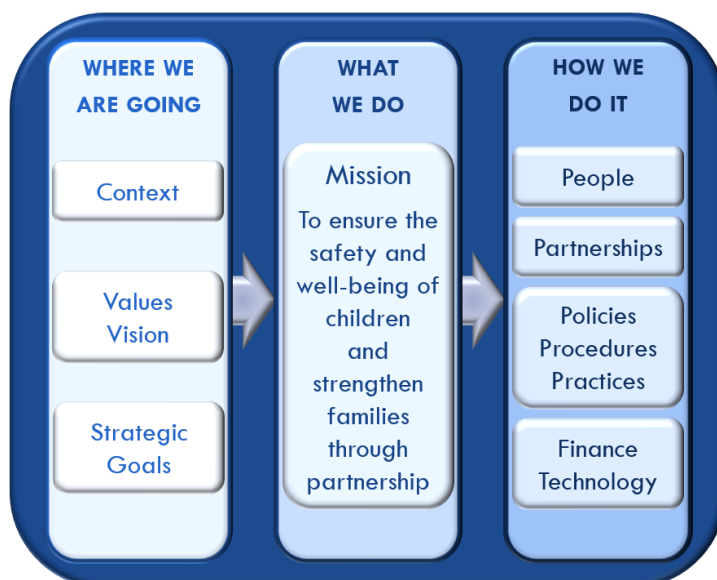 WHERE WE
ARE GOING
Context
Values
Vision
Strategic
Goals
WHAT
WE DO
Mission
To ensure the
safety and
well-being of
children
and
strengthen
families
through
partnership
HOW WE
DO IT
People
Partnerships
Policies
Procedures
Practices
Finance
Technology